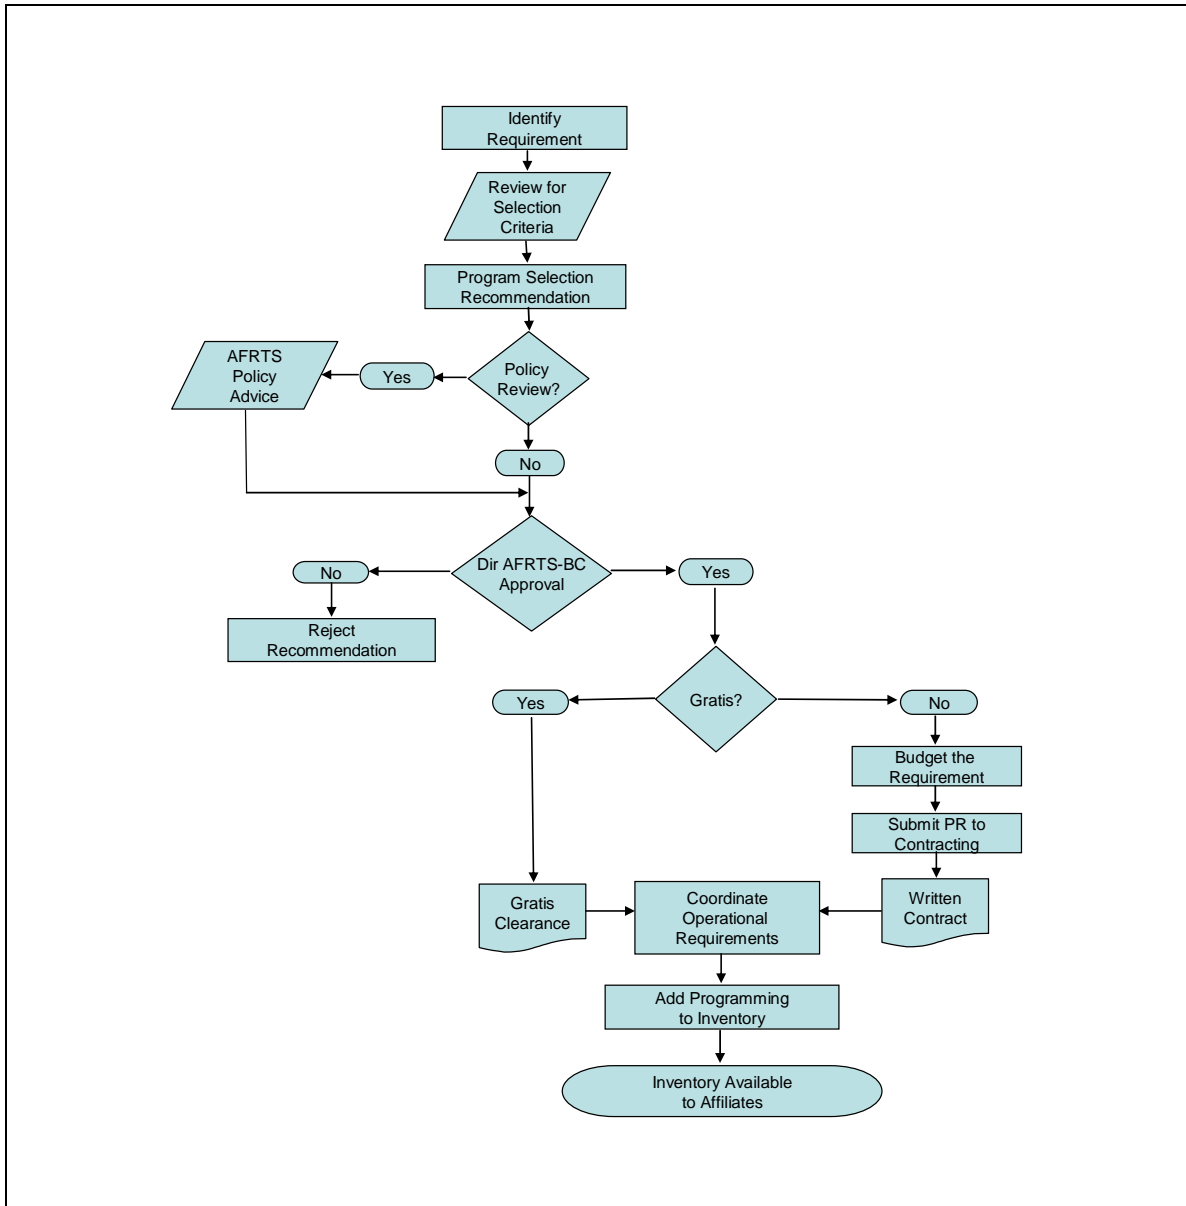 Identify
Requirement
Review for
Selection
Criteria
Program Selection
Recommendation
AFRTS
Policy
Advice
Yes
Policy
Review?
No
Dir AFRTS-BC
Approval
No
Yes
Reject
Recommendation
Yes
Gratis?
No
Budget the
Requirement
Submit PR to
Contracting
Gratis
Clearance
Coordinate
Operational
Requirements
Written
Contract
Add Programming
to Inventory
Inventory Available
to Affiliates